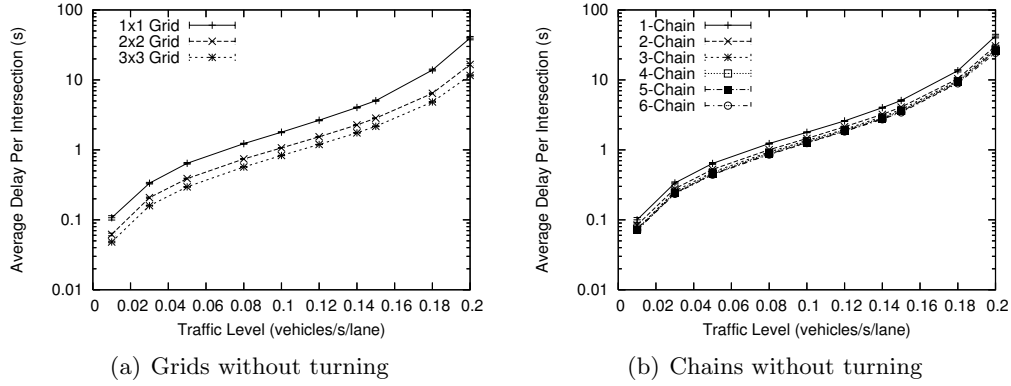 Average Delay Per Intersection (s)
100
10
1
0.1
0.01
1x1 Grid
2x2 Grid
3x3 Grid
0 0.02 0.04 0.06 0.08 0.1 0.12 0.14 0.16 0.18 0.2
Traffic Level (vehicles/s/lane)
(a) Grids without turning
Average Delay Per Intersection (s)
100
10
1
0.1
0.01
1-Chain
2-Chain
3-Chain
4-Chain
5-Chain
6-Chain
0 0.02 0.04 0.06 0.08 0.1 0.12 0.14 0.16 0.18 0.2
Traffic Level (vehicles/s/lane)
(b) Chains without turning